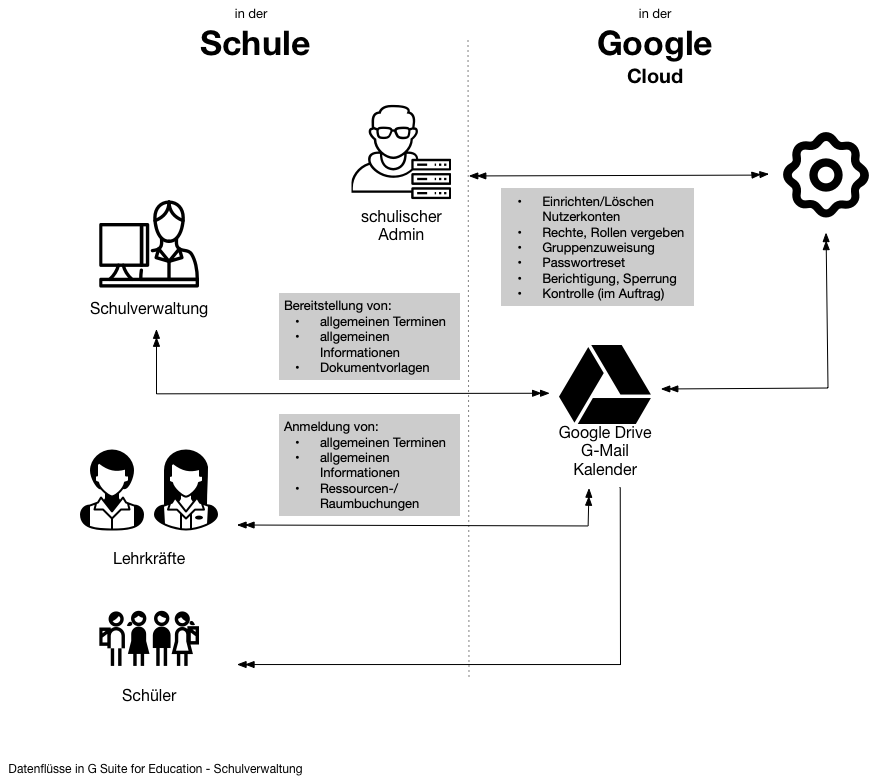 in der
Schule
in der
Google
Cloud
schulischer
Admin
• Einrichten/Löschen
Nutzerkonten
• Rechte, Rollen vergeben
• Gruppenzuweisung
• Passwortreset
• Berichtigung, Sperrung
• Kontrolle (im Auftrag)
Schulverwaltung
Bereitstellung von:
• allgemeinen Terminen
• allgemeinen
Informationen
• Dokumentvorlagen
Anmeldung von:
• allgemeinen Terminen
• allgemeinen
Informationen
• Ressourcen-/
Raumbuchungen
Google Drive
G-Mail
Kalender
Lehrkräfte
Schüler
Datenflüsse in G Suite for Education - Schulverwaltung